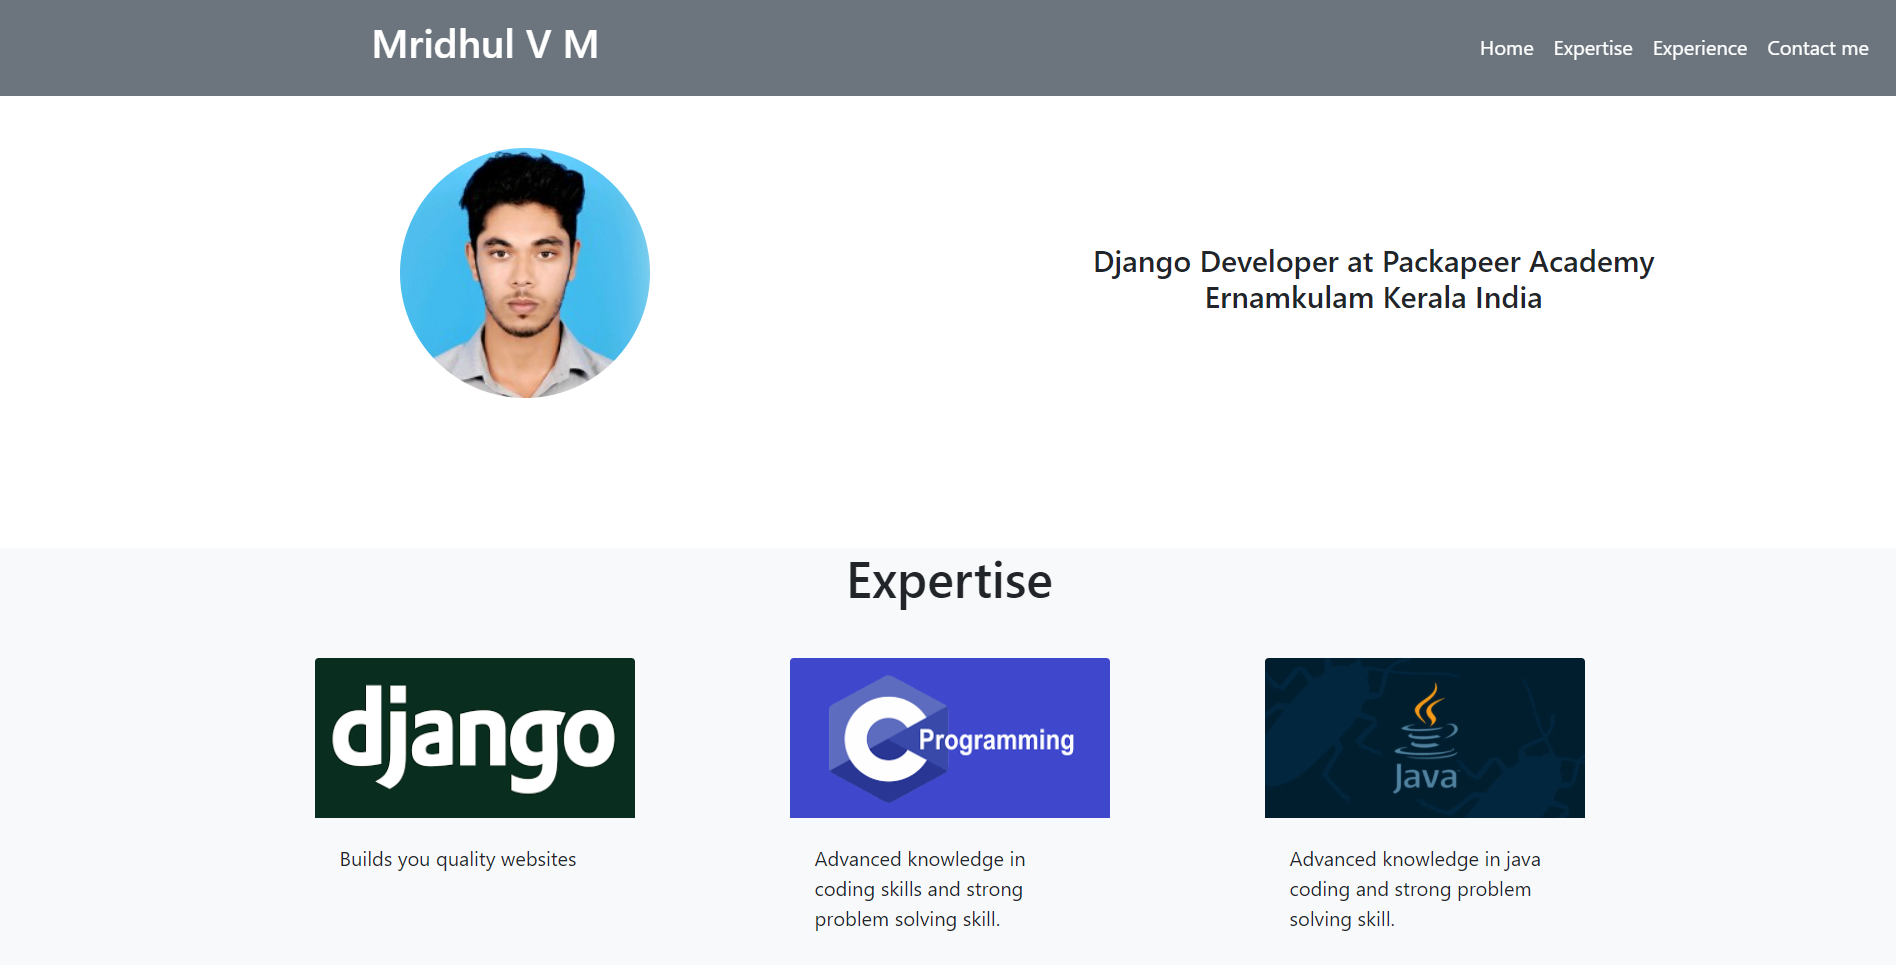 Mridhul V M
Home Expertise Experience Contact me
Django Developer at Packapeer Academy
Ernamkulam Kerala India
Expertise
django
C Programming
Java
Builds you quality websites
Advanced knowledge in
coding skills and strong
problem solving skill.
Advanced knowledge in java
coding and strong problem
solving skill.